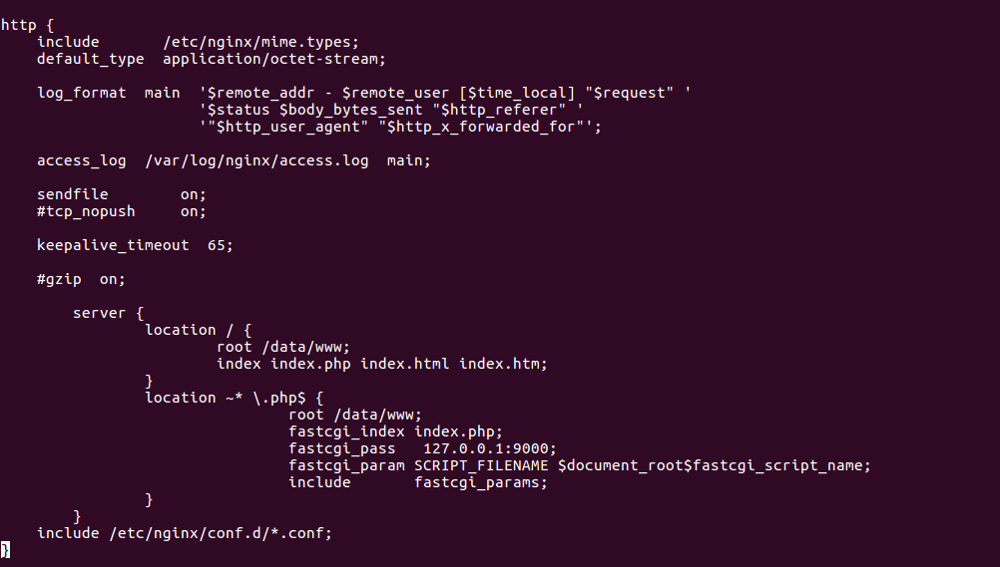 http {
    include       /etc/nginx/mime.types;
    default_type  application/octet-stream;
    log_format  main  '$remote_addr - $remote_user [$time_local] "$request" '
                      '$status $body_bytes_sent "$http_referer" '
                      '"$http_user_agent" "$http_x_forwarded_for"';
    access_log  /var/log/nginx/access.log  main;
    sendfile        on;
    #tcp_nopush     on;
    keepalive_timeout  65;
    #gzip  on;
        server {
                location / {
                        root /data/www;
                        index index.php index.html index.htm;
                }
                location ~* \.php$ {
                                root /data/www;
                                fastcgi_index index.php;
                                fastcgi_pass   127.0.0.1:9000;
                                fastcgi_param SCRIPT_FILENAME $document_root$fastcgi_script_name;
                                include       fastcgi_params;
                }
        }
    include /etc/nginx/conf.d/*.conf;
}